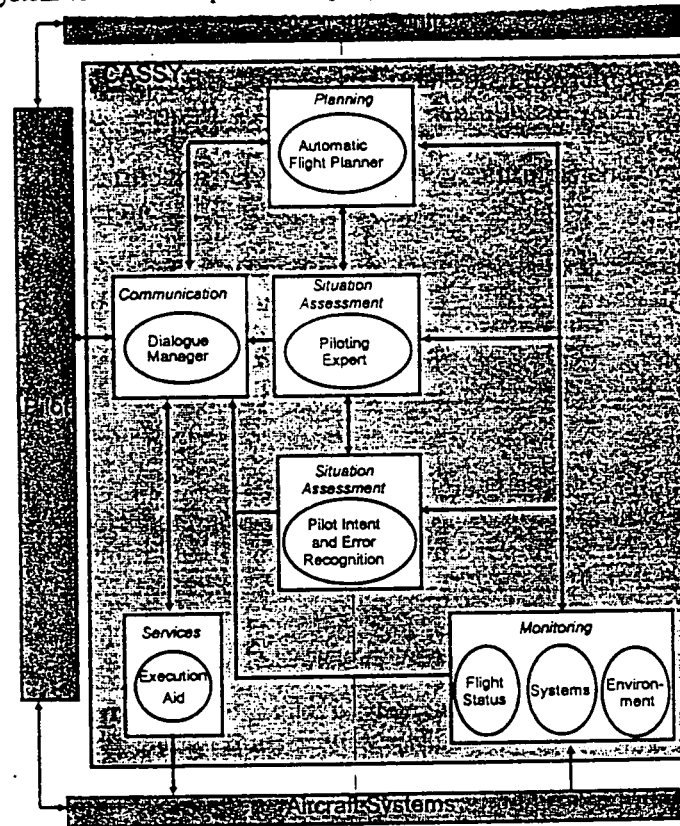 CASSY
Planning
Automatic
Flight Planner
Communication
Dialogue
Manager
Situation
Assessment
Piloting
Expert
Pilot
Situation
Assessment
Pilot Intent
and Error
Recognition
Services
Execution
Aid
Monitoring
Flight
Status
Systems
Environ-
ment
Aircraft Systems